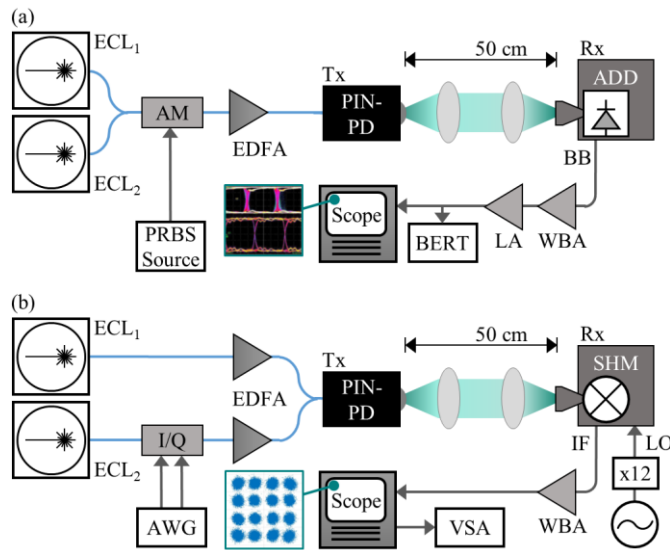 (a)
ECL1
50 cm
Rx
Tx
ADD
AM
PIN-
PD
EDFA
BB
ECL2
Scope
PRBS
Source
BERT
LA
WBA
(b)
ECL1
50 cm
Rx
Tx
SHM
EDFA
PIN-
PD
I/Q
IF
LO
ECL2
Scope
x12
AWG
VSA
WBA